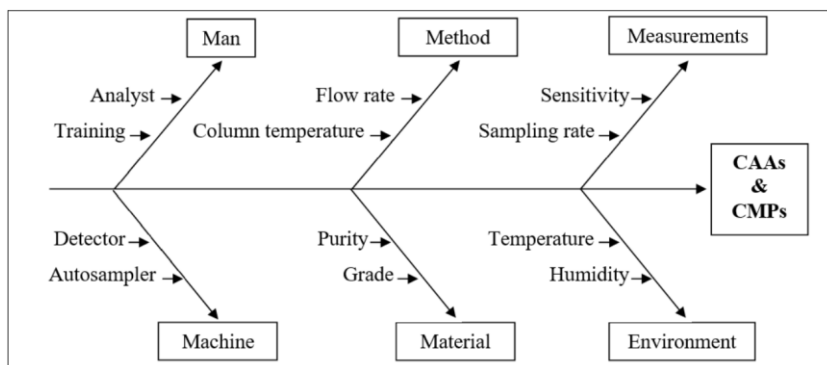 Man
Method
Measurements
Analyst
Flow rate
Sensitivity
Training
Column temperature
Sampling rate
CAAs
&
CMPs
Detector
Purity
Temperature
Autosampler
Grade
Humidity
Machine
Material
Environment